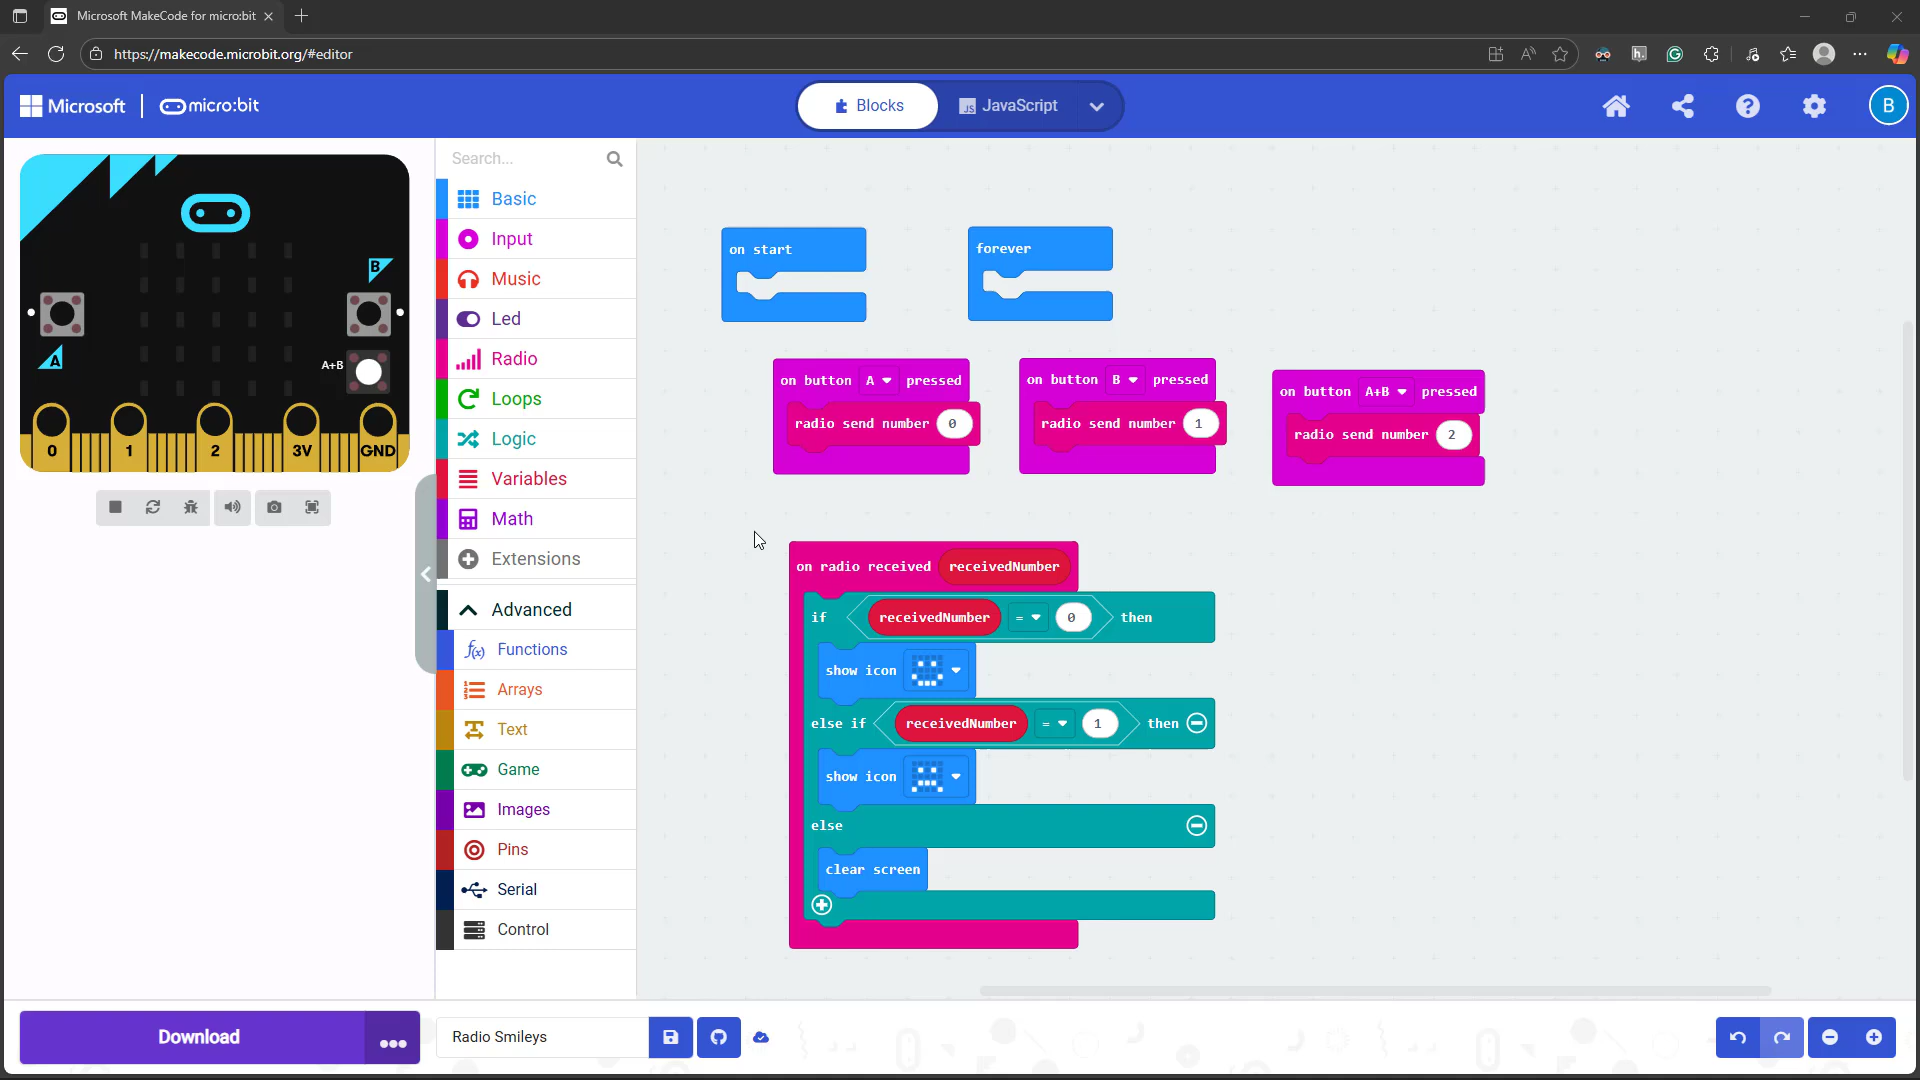 Microsoft MakeCode for micro:bit
https://makecode.microbit.org/#editor
Microsoft
micro:bit
Blocks
JS JavaScript
B
B
A
A+B
0 1 2 3V GND
Search...
Basic
Input
Music
Led
Radio
Loops
Logic
Variables
Math
Extensions
Advanced
f(x) Functions
Arrays
Text
Game
Images
Pins
Serial
Control
on start
forever
on button A pressed
radio send number 0
on button B pressed
radio send number 1
on button A+B pressed
radio send number 2
on radio received receivedNumber
if receivedNumber = 0 then
show icon
else if receivedNumber = 1 then
show icon
else
clear screen
Download
Radio Smileys